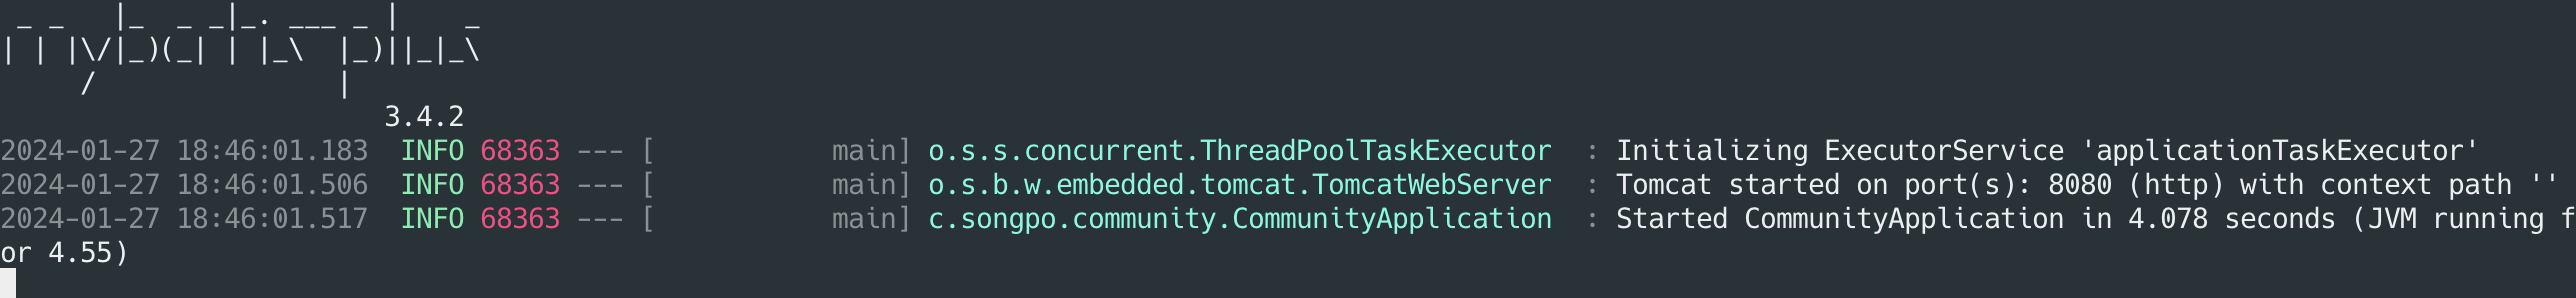 _ _   |_  _ _|_. ___ _ |    _
| | |\/|_)(_| | |_\  |_)||_|_\
     /               |
                        3.4.2
2024-01-27 18:46:01.183  INFO 68363 --- [           main] o.s.s.concurrent.ThreadPoolTaskExecutor  : Initializing ExecutorService 'applicationTaskExecutor'
2024-01-27 18:46:01.506  INFO 68363 --- [           main] o.s.b.w.embedded.tomcat.TomcatWebServer  : Tomcat started on port(s): 8080 (http) with context path ''
2024-01-27 18:46:01.517  INFO 68363 --- [           main] c.songpo.community.CommunityApplication  : Started CommunityApplication in 4.078 seconds (JVM running f
or 4.55)